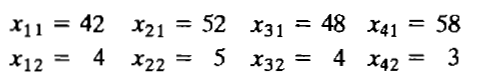 x₁₁ = 42 x₂₁ = 52 x₃₁ = 48 x₄₁ = 58
x₁₂ = 4 x₂₂ = 5 x₃₂ = 4 x₄₂ = 3